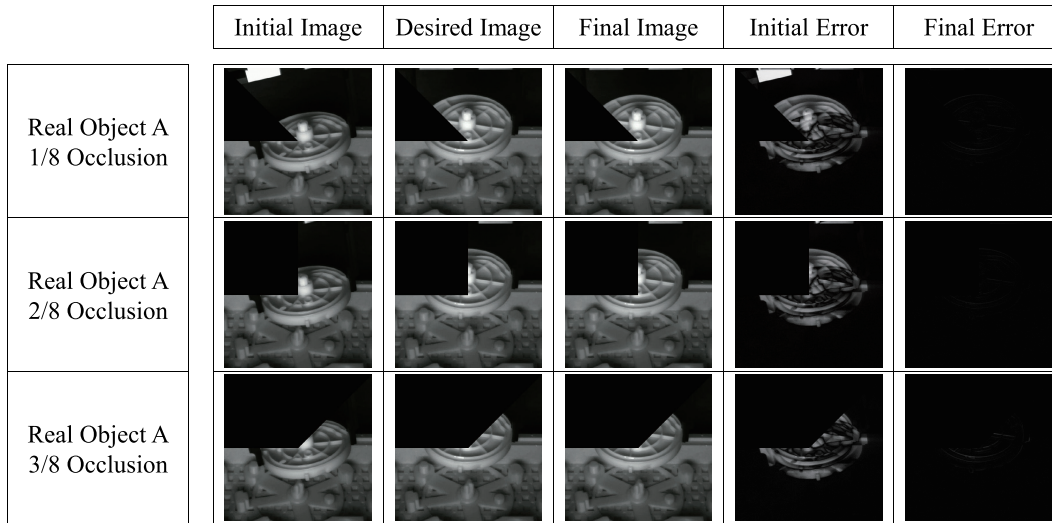 Initial Image
Desired Image
Final Image
Initial Error
Final Error
Real Object A
1/8 Occlusion
Real Object A
2/8 Occlusion
Real Object A
3/8 Occlusion